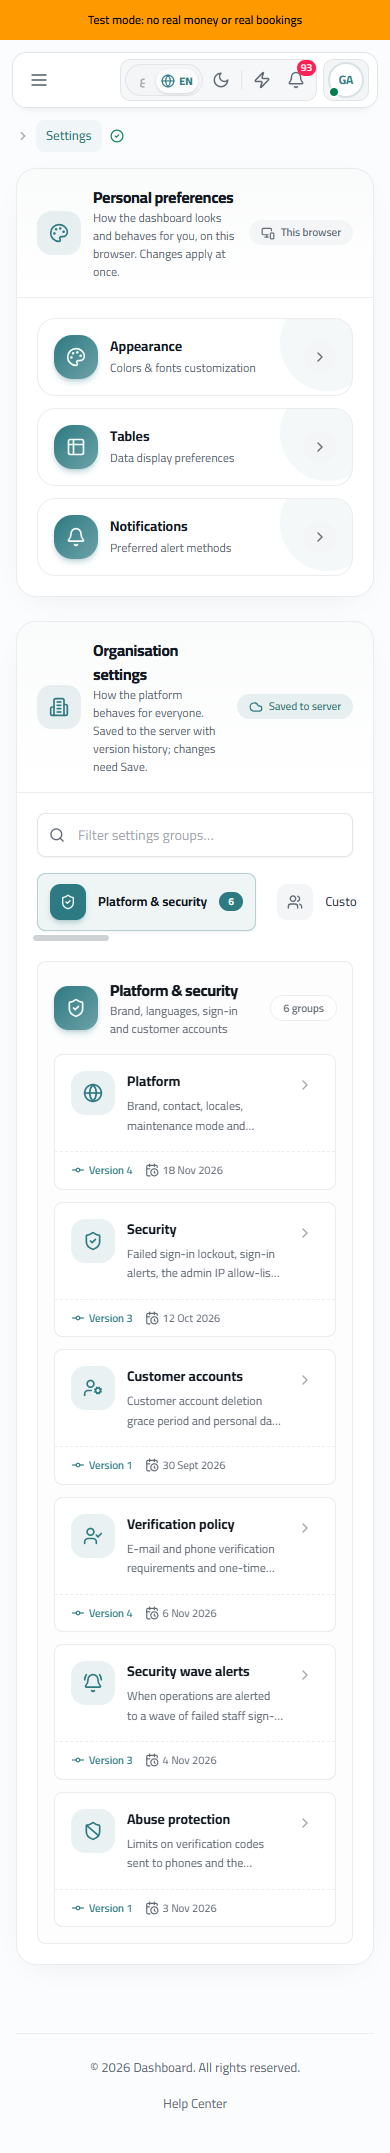 Test mode: no real money or real bookings
ع
EN
93
GA
Settings
Personal preferences
How the dashboard looks
and behaves for you, on this
browser. Changes apply at
once.
This browser
Appearance
Colors & fonts customization
Tables
Data display preferences
Notifications
Preferred alert methods
Organisation
settings
How the platform
behaves for everyone.
Saved to the server with
version history; changes
need Save.
Saved to server
Filter settings groups...
Platform & security
6
Custo
Platform & security
Brand, languages, sign-in
and customer accounts
6 groups
Platform
Brand, contact, locales,
maintenance mode and...
Version 4
18 Nov 2026
Security
Failed sign-in lockout, sign-in
alerts, the admin IP allow-lis...
Version 3
12 Oct 2026
Customer accounts
Customer account deletion
grace period and personal da...
Version 1
30 Sept 2026
Verification policy
E-mail and phone verification
requirements and one-time...
Version 4
6 Nov 2026
Security wave alerts
When operations are alerted
to a wave of failed staff sign-...
Version 3
4 Nov 2026
Abuse protection
Limits on verification codes
sent to phones and the...
Version 1
3 Nov 2026
© 2026 Dashboard. All rights reserved.
Help Center